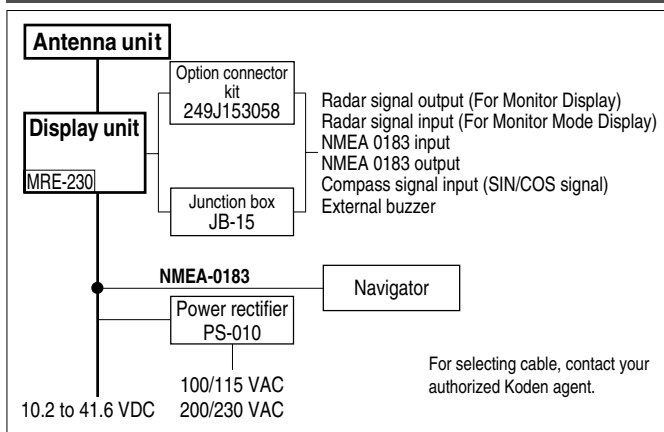 Antenna unit
Option connector
kit
249J153058
Display unit
MRE-230
Junction box
JB-15
Radar signal output (For Monitor Display)
Radar signal input (For Monitor Mode Display)
NMEA 0183 input
NMEA 0183 output
Compass signal input (SIN/COS signal)
External buzzer
NMEA-0183
Navigator
Power rectifier
PS-010
100/115 VAC
200/230 VAC
10.2 to 41.6 VDC
For selecting cable, contact your
authorized Koden agent.